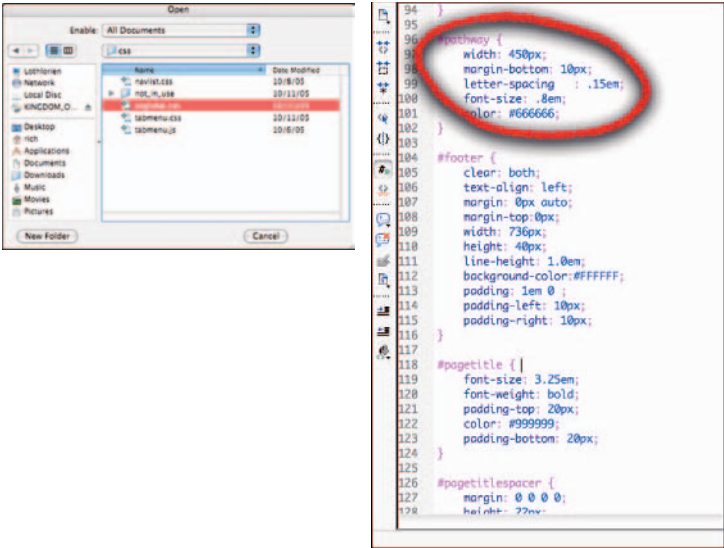 Open
Enable: All Documents
css
Name Date Modified
Lothlorien
Network
Local Disc
KINGDOM_O...
Desktop
rich
Applications
Documents
Downloads
Music
Movies
Pictures
navlist.css 10/8/05
not_in_use 10/11/05
tabmenu.css 10/11/05
tabmenu.js 10/6/05
New Folder Cancel
94 }
95
96 #pathway {
97 width: 450px;
98 margin-bottom: 10px;
99 letter-spacing : .15em;
100 font-size: .8em;
101 color: #666666;
102 }
103
104 #footer {
105 clear: both;
106 text-align: left;
107 margin: 0px auto;
108 margin-top:0px;
109 width: 736px;
110 height: 40px;
111 line-height: 1.0em;
112 background-color:#FFFFFF;
113 padding: 1em 0 ;
114 padding-left: 10px;
115 padding-right: 10px;
116 }
117
118 #pagetitle {
119 font-size: 3.25em;
120 font-weight: bold;
121 padding-top: 20px;
122 color: #999999;
123 padding-bottom: 20px;
124 }
125
126 #pagetitlespacer {
127 margin: 0 0 0 0;
128 height: 22px;